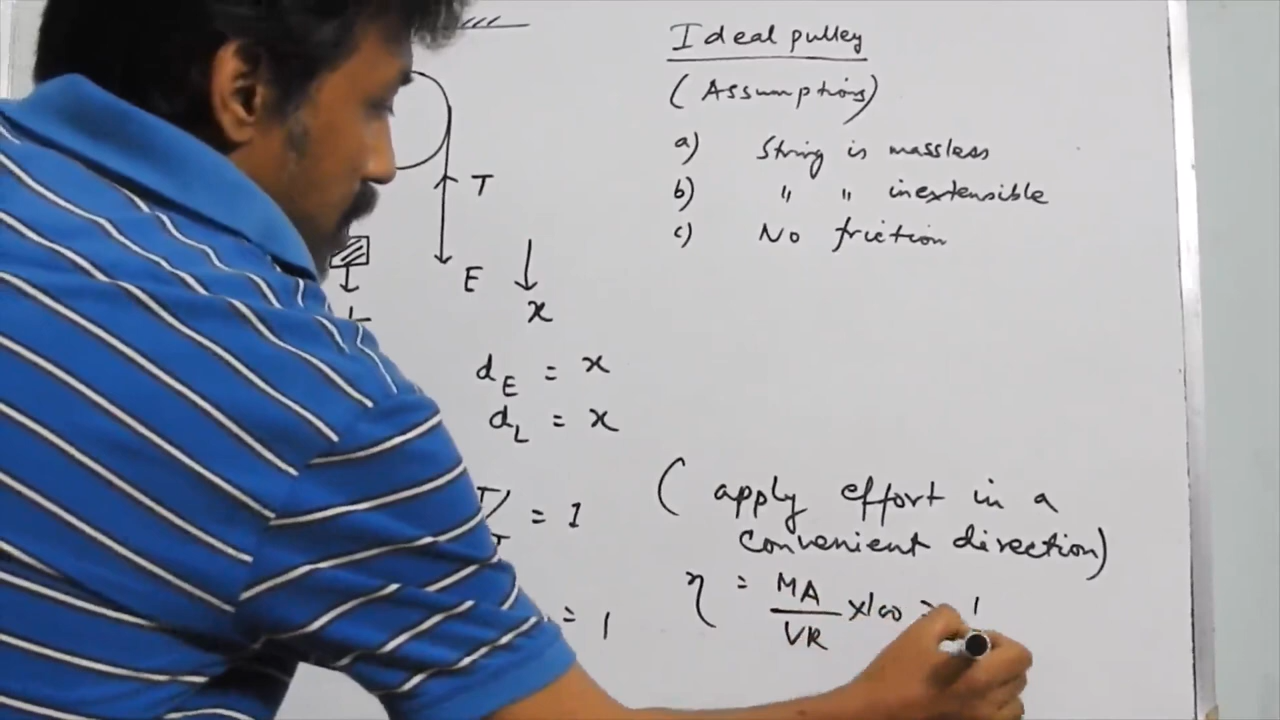 Ideal pulley
(Assumptions)
a) String is massless
b) " " inextensible
c) No friction
T
E
x
L
d_E = x
d_L = x
= 1
= 1
(apply effort in a
convenient direction)
η = MA/VR x100 = 1